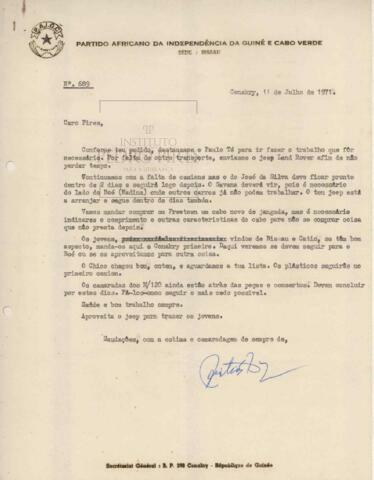 P.A.I.G.C.
PARTIDO AFRICANO DA INDEPENDÊNCIA DA GUINÉ E CABO VERDE
SEDE: BISSAU
Nº. 689
Conakry, 11 de Julho de 1971.
Caro Pires,
Conforme teu pedido, destacamos o Paulo Té para ir fazer o trabalho que fôr
necessário. Por falta de outro transporte, enviamos o jeep Land Rover afim de não
perder tempo.
Continuamos com a falta de camions mas o do José da Silva deve ficar pronto
dentro de 2 dias e seguirá logo depois. O Savana deverá vir, pois é necessário
do lado do Boé (Madina) onde outros carros já não podem trabalhar. O teu jeep está
a arranjar e segue dentro de dias também.
Vamos mandar comprar em Freetown um cabo novo de jangada, mas é necessário
indicares o comprimento e outras características do cabo para não se comprar coisa
que não presta depois.
Os jovens, vindos de Bissau e Catió, se têm bom
aspecto, manda-os aqui a Conakry primeiro. Daqui veremos se devem seguir para o
Boé ou se os aproveitamos para outra coisa.
O Chico chegou bem, ontem, e aguardamos a tua lista. Os plásticos seguirão no
primeiro camion.
Os camaradas dos M/120 ainda estão atrás das peças e consertos. Devem concluir
por estes dias. Fá-los-emos seguir o mais cedo possível.
Saúde e bom trabalho sempre.
Aproveita o jeep para trazer os jovens.
Saudações, com a estima e camaradagem de sempre do,
Secrétariat Général : B. P. 298 Conakry - République de Guinée